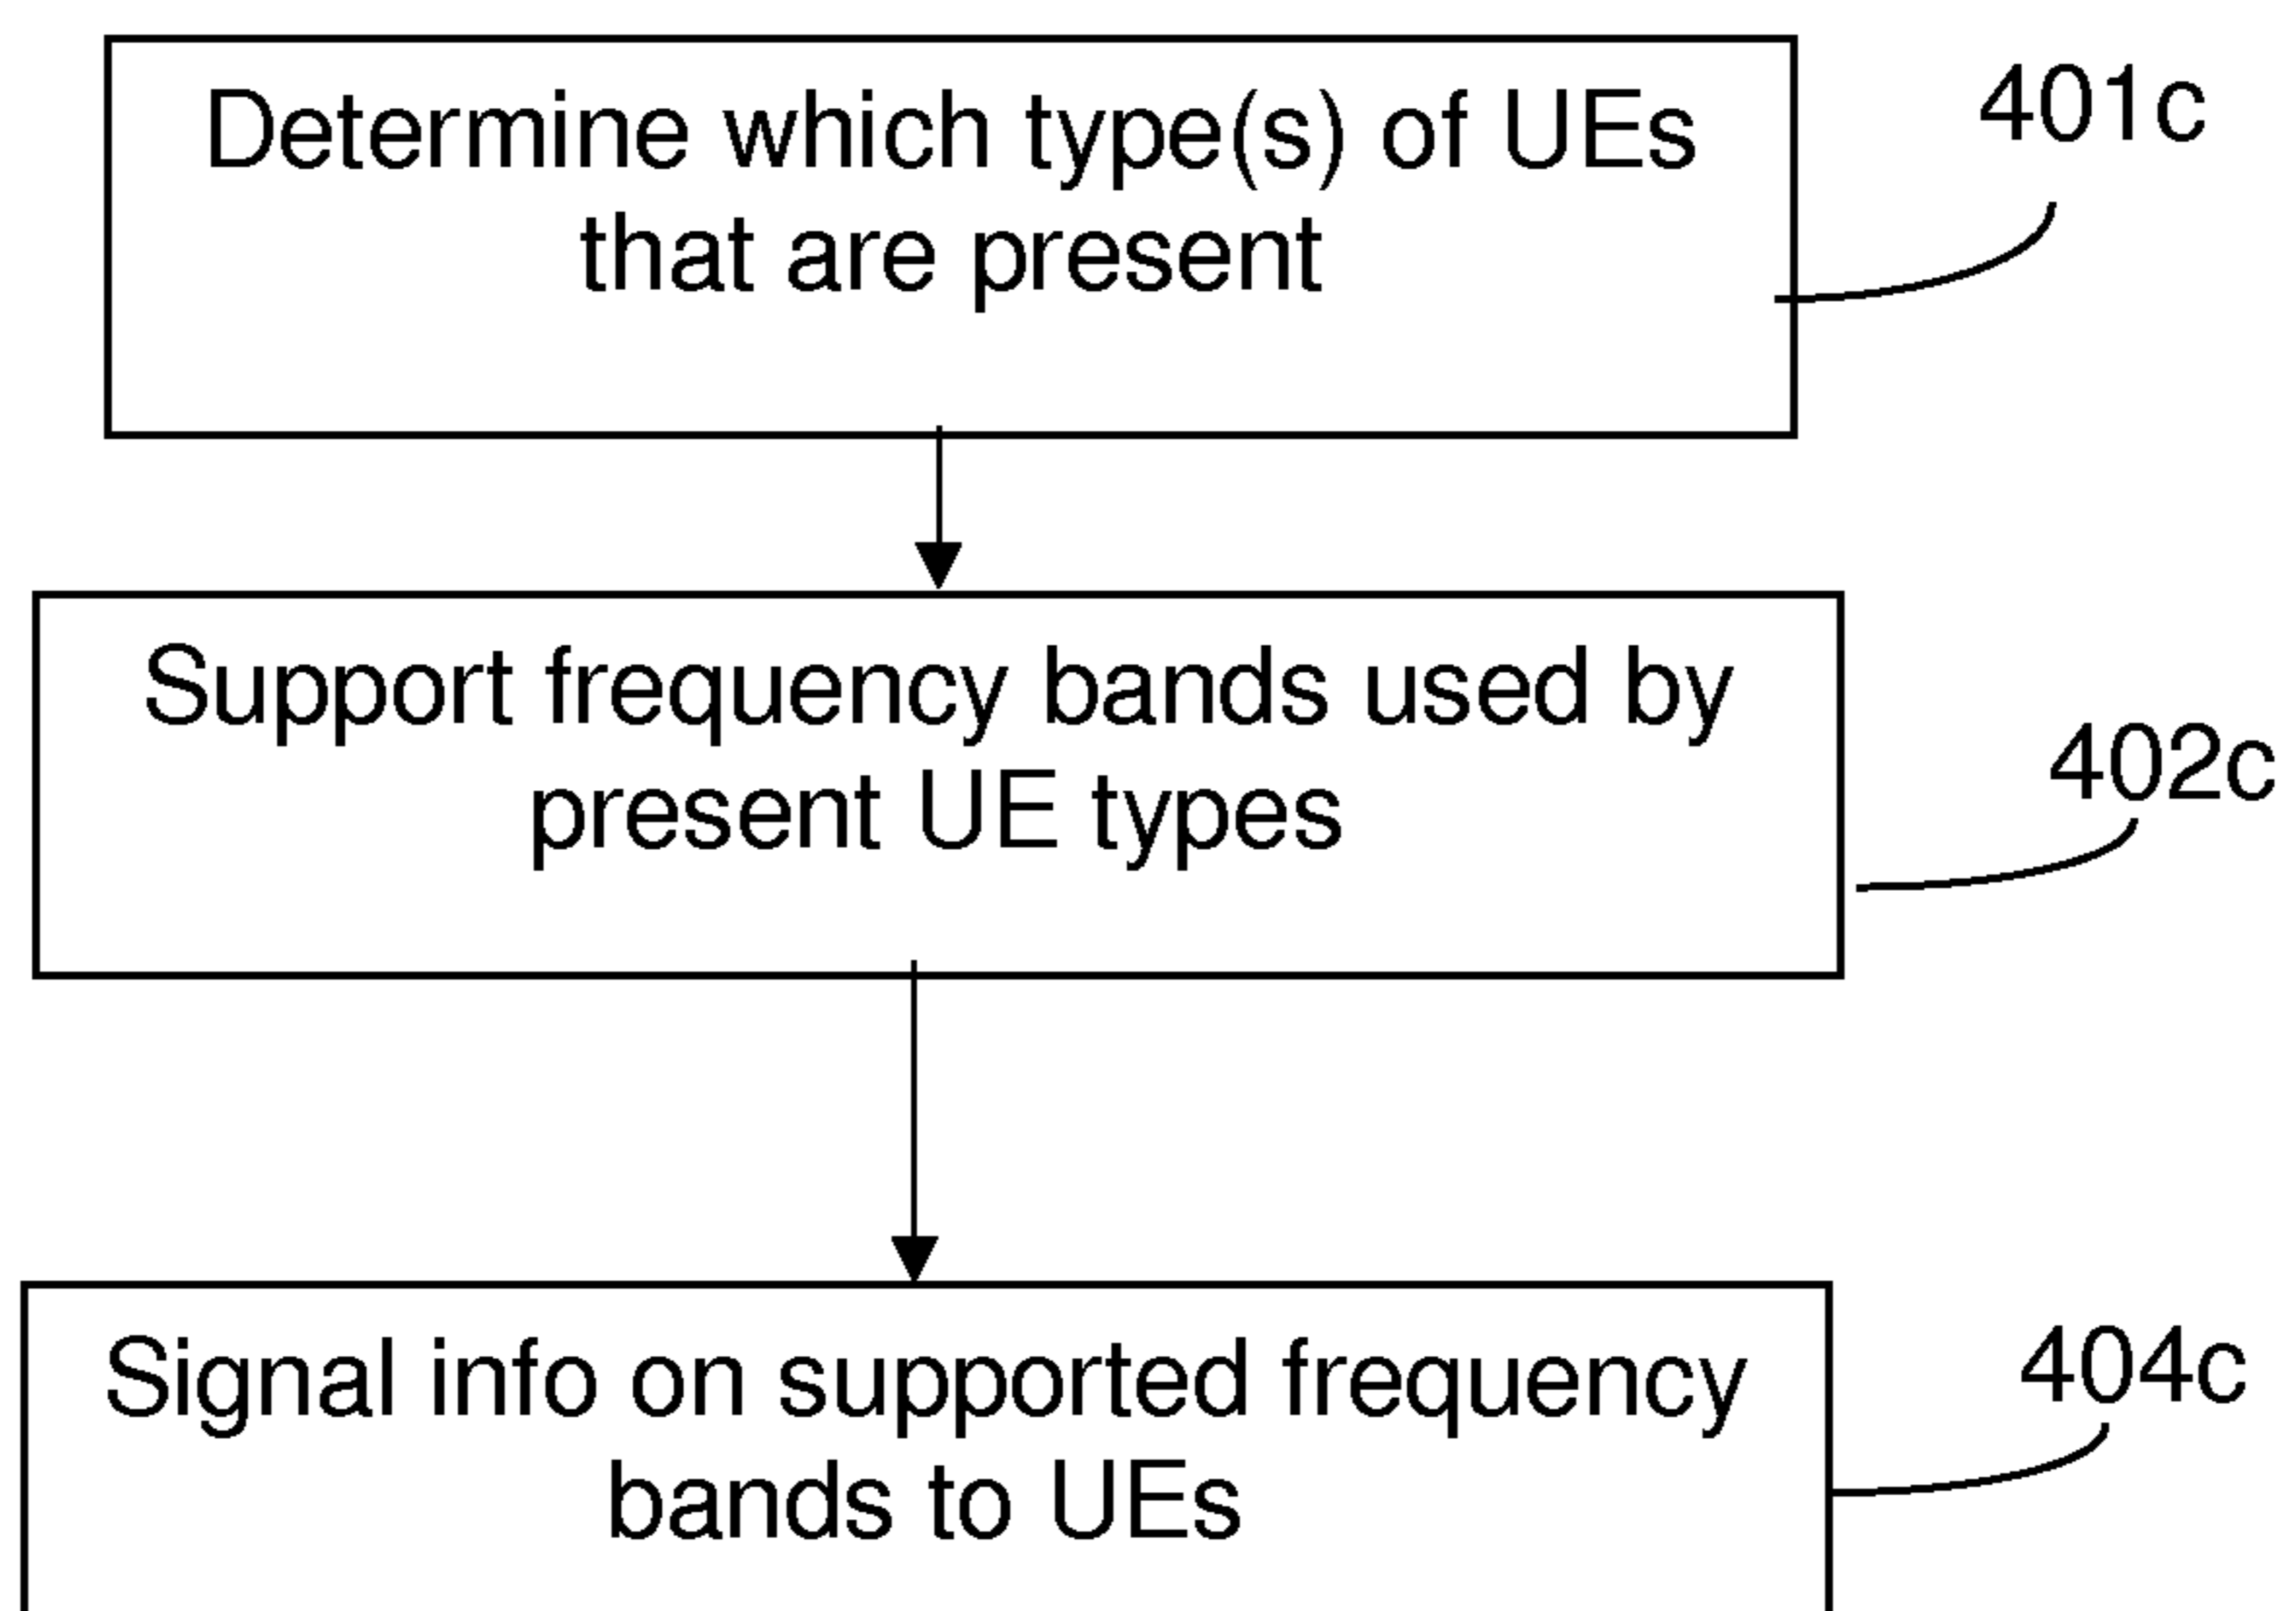 Determine which type(s) of UEs
that are present
401c
Support frequency bands used by
present UE types
402c
Signal info on supported frequency
bands to UEs
404c